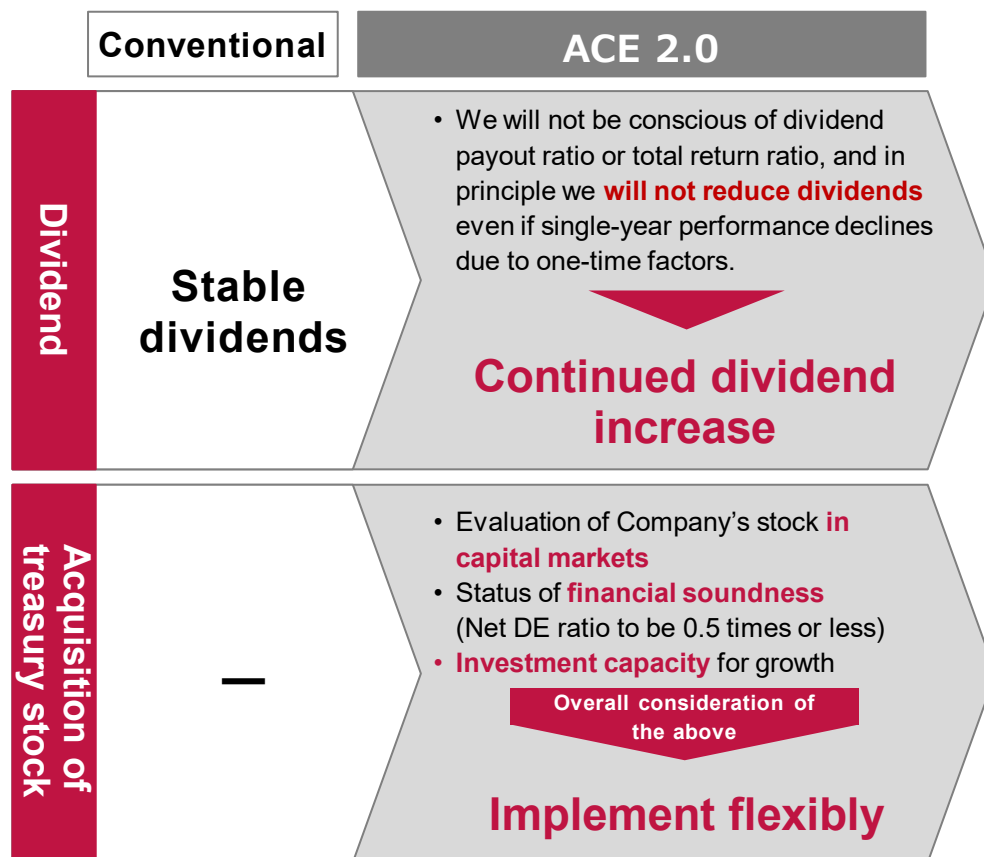 Conventional
ACE 2.0
Dividend
Stable
dividends
• We will not be conscious of dividend
payout ratio or total return ratio, and in
principle we will not reduce dividends
even if single-year performance declines
due to one-time factors.
Continued dividend
increase
Acquisition of
treasury stock
—
• Evaluation of Company’s stock in
capital markets
• Status of financial soundness
(Net DE ratio to be 0.5 times or less)
• Investment capacity for growth
Overall consideration of
the above
Implement flexibly